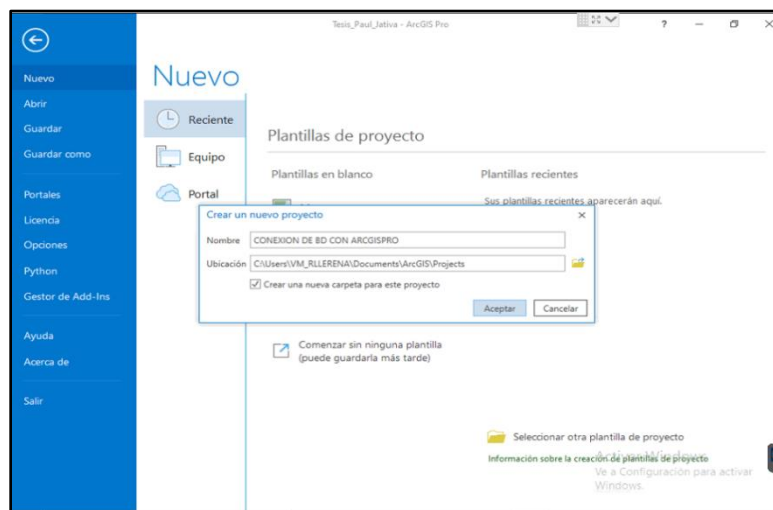 Tesis_Paul_Jativa - ArcGIS Pro
?
Nuevo
Abrir
Guardar
Guardar como
Portales
Licencia
Opciones
Python
Gestor de Add-Ins
Ayuda
Acerca de
Salir
Nuevo
Reciente
Equipo
Portal
Plantillas de proyecto
Plantillas en blanco
Plantillas recientes
Sus plantillas recientes aparecerán aquí.
Crear un nuevo proyecto
Nombre CONEXION DE BD CON ARCGISPRO
Ubicación C:\Users\VM_RLLERENA\Documents\ArcGIS\Projects
Crear una nueva carpeta para este proyecto
Aceptar Cancelar
Comenzar sin ninguna plantilla
(puede guardarla más tarde)
Seleccionar otra plantilla de proyecto
Información sobre la creación de plantillas de proyecto
Activar Windows
Ve a Configuración para activar
Windows.